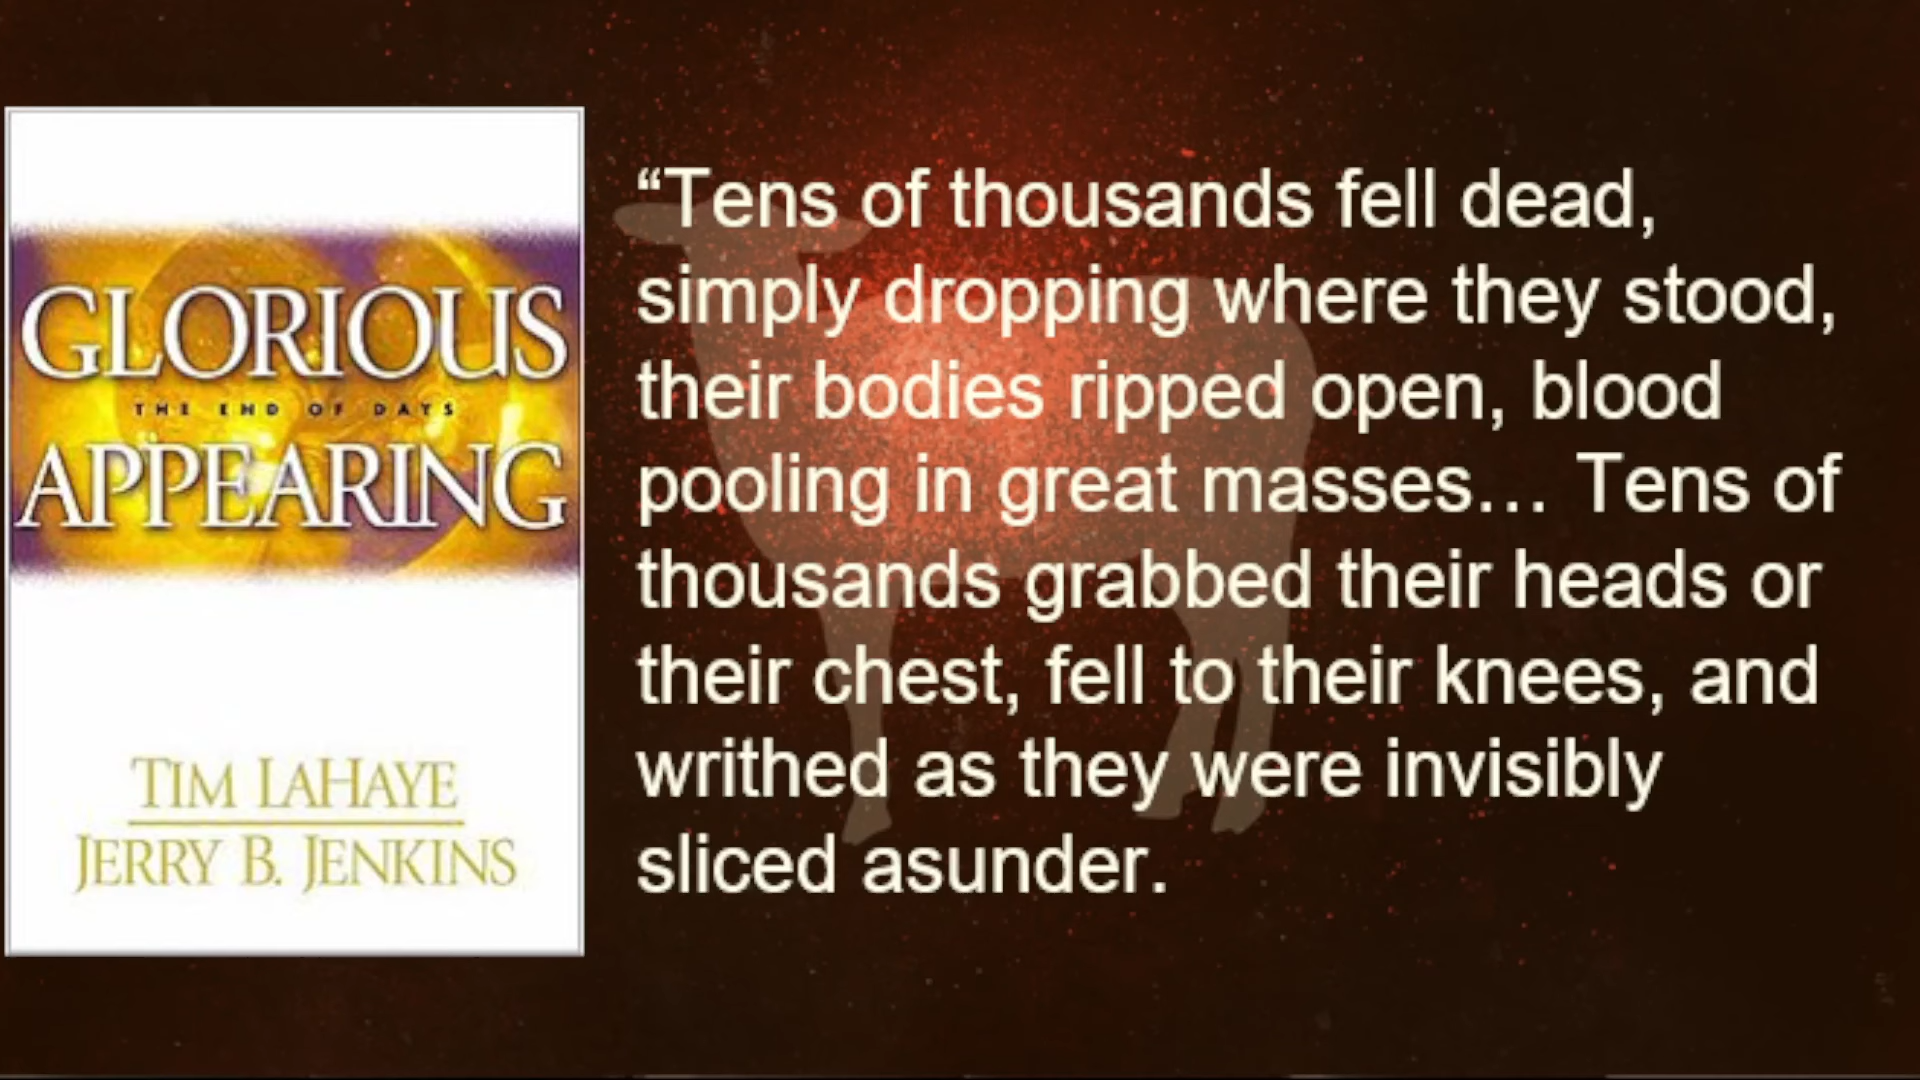 GLORIOUS
THE END OF DAYS
APPEARING
TIM LAHAYE
JERRY B. JENKINS
“Tens of thousands fell dead,
simply dropping where they stood,
their bodies ripped open, blood
pooling in great masses… Tens of
thousands grabbed their heads or
their chest, fell to their knees, and
writhed as they were invisibly
sliced asunder.